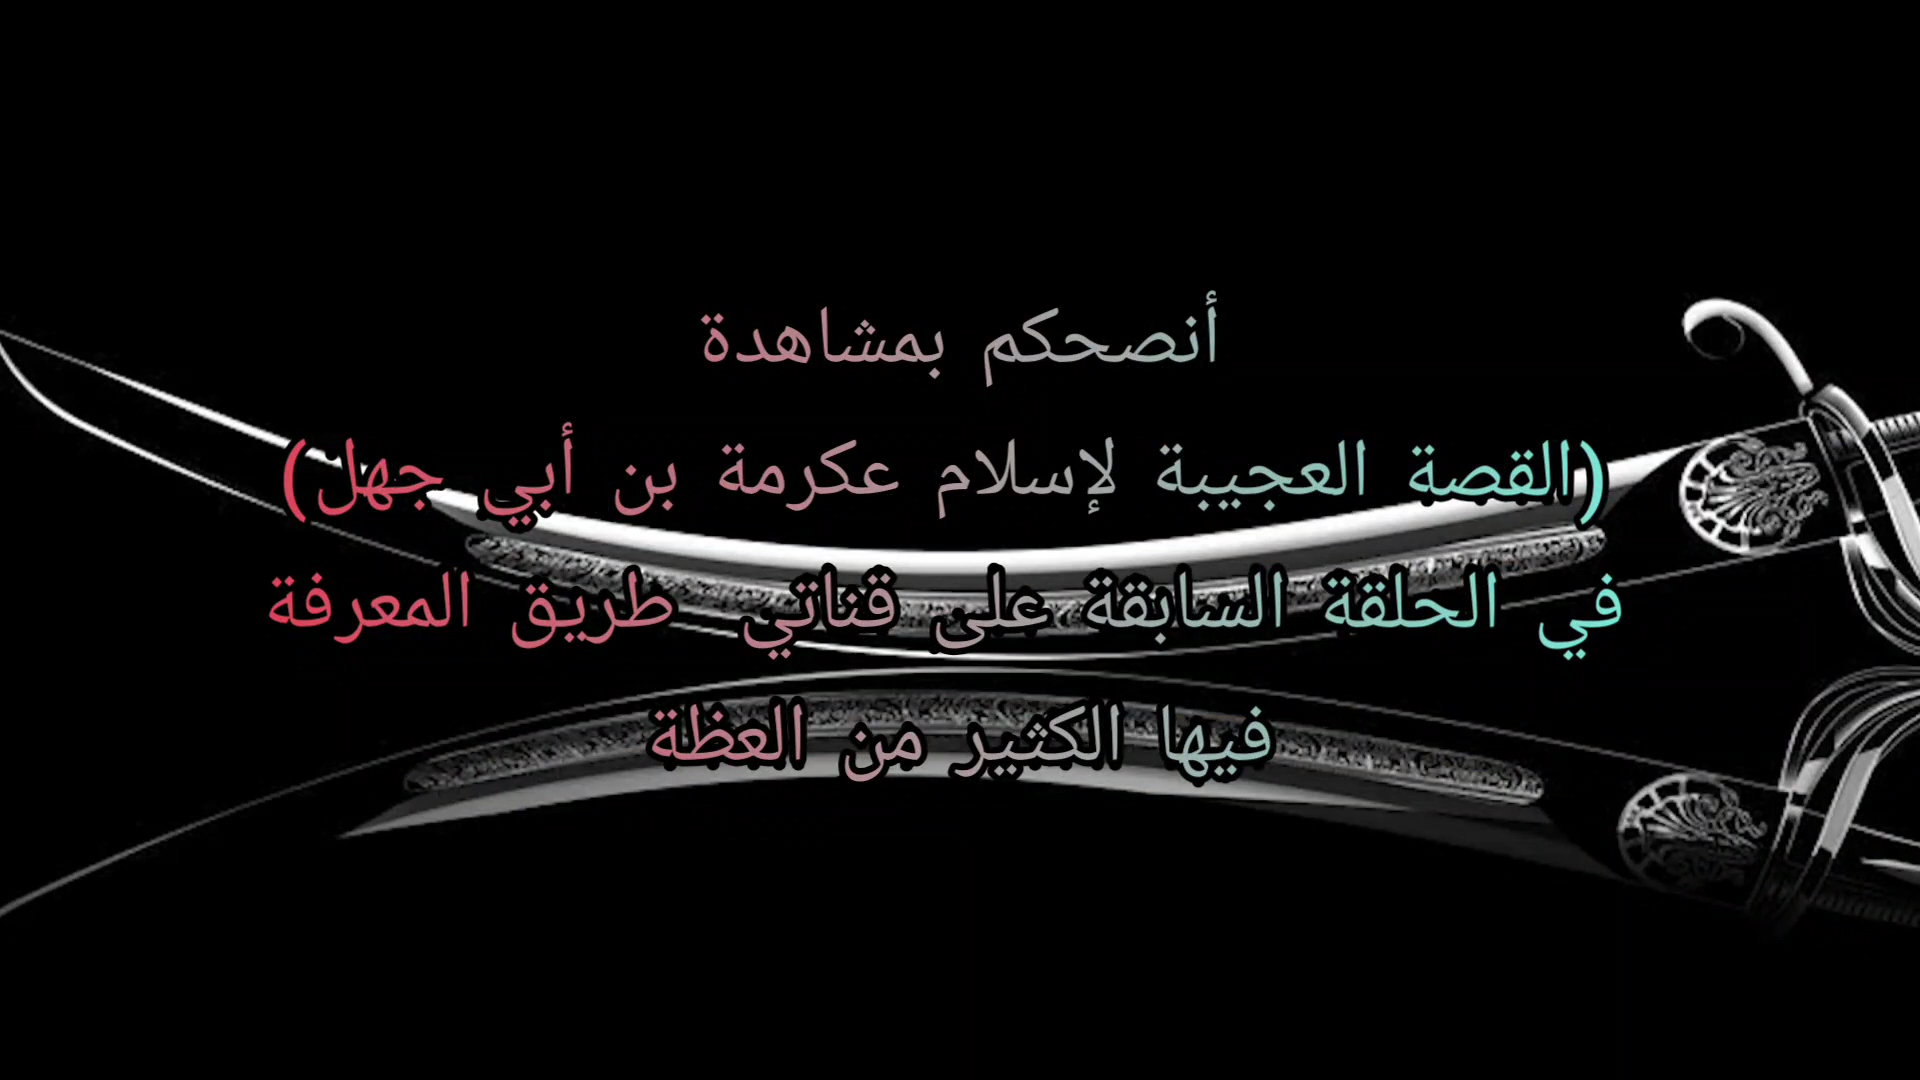 أنصحكم بمشاهدة
(القصة العجيبة لإسلام عكرمة بن أبي جهل)
في الحلقة السابقة على قناتي طريق المعرفة
فيها الكثير من العظة